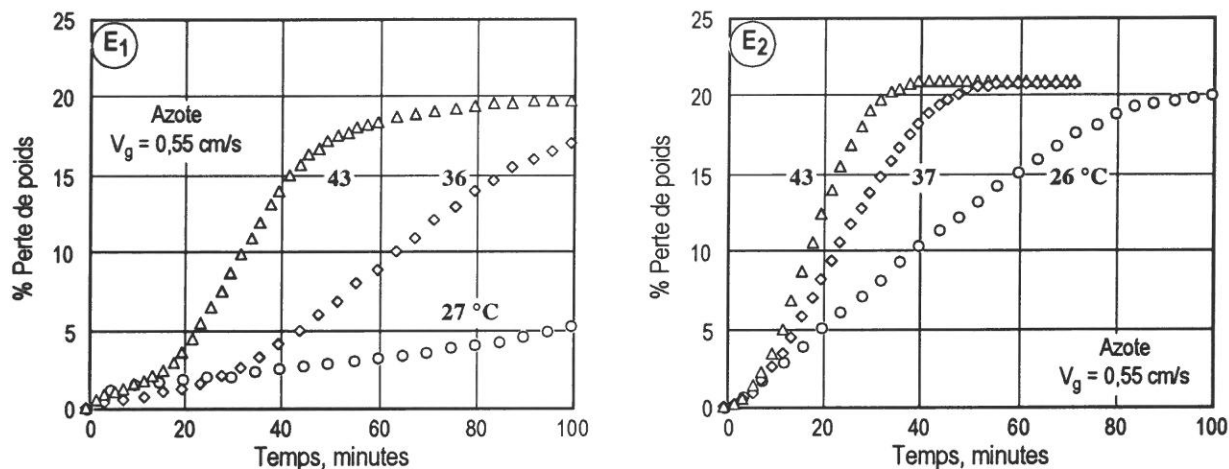 E1
% Perte de poids
25
20
15
10
5
0
Azote
Vg = 0,55 cm/s
43
36
27 °C
0 20 40 60 80 100
Temps, minutes
E2
% Perte de poids
25
20
15
10
5
0
43 37 26 °C
Azote
Vg = 0,55 cm/s
0 20 40 60 80 100
Temps, minutes